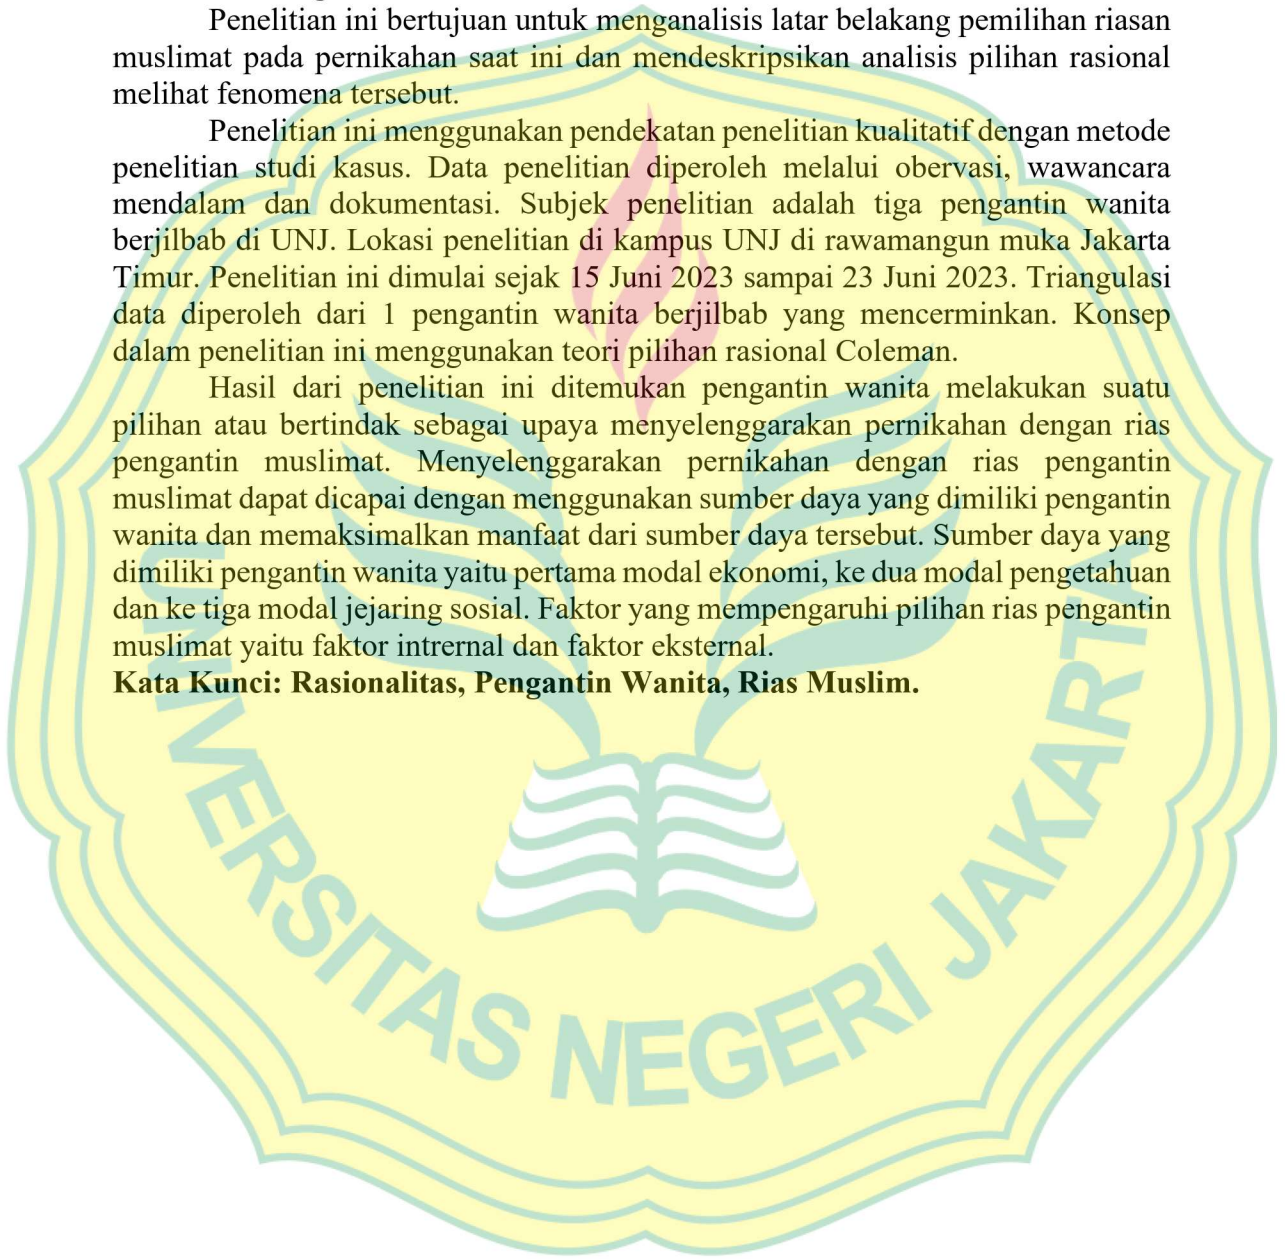 Penelitian ini bertujuan untuk menganalisis latar belakang pemilihan riasan
muslimat pada pernikahan saat ini dan mendeskripsikan analisis pilihan rasional
melihat fenomena tersebut.
Penelitian ini menggunakan pendekatan penelitian kualitatif dengan metode
penelitian studi kasus. Data penelitian diperoleh melalui obervasi, wawancara
mendalam dan dokumentasi. Subjek penelitian adalah tiga pengantin wanita
berjilbab di UNJ. Lokasi penelitian di kampus UNJ di rawamangun muka Jakarta
Timur. Penelitian ini dimulai sejak 15 Juni 2023 sampai 23 Juni 2023. Triangulasi
data diperoleh dari 1 pengantin wanita berjilbab yang mencerminkan. Konsep
dalam penelitian ini menggunakan teori pilihan rasional Coleman.
Hasil dari penelitian ini ditemukan pengantin wanita melakukan suatu
pilihan atau bertindak sebagai upaya menyelenggarakan pernikahan dengan rias
pengantin muslimat. Menyelenggarakan pernikahan dengan rias pengantin
muslimat dapat dicapai dengan menggunakan sumber daya yang dimiliki pengantin
wanita dan memaksimalkan manfaat dari sumber daya tersebut. Sumber daya yang
dimiliki pengantin wanita yaitu pertama modal ekonomi, ke dua modal pengetahuan
dan ke tiga modal jejaring sosial. Faktor yang mempengaruhi pilihan rias pengantin
muslimat yaitu faktor intrernal dan faktor eksternal.
Kata Kunci: Rasionalitas, Pengantin Wanita, Rias Muslim.
UNIVERSITAS NEGERI JAKARTA